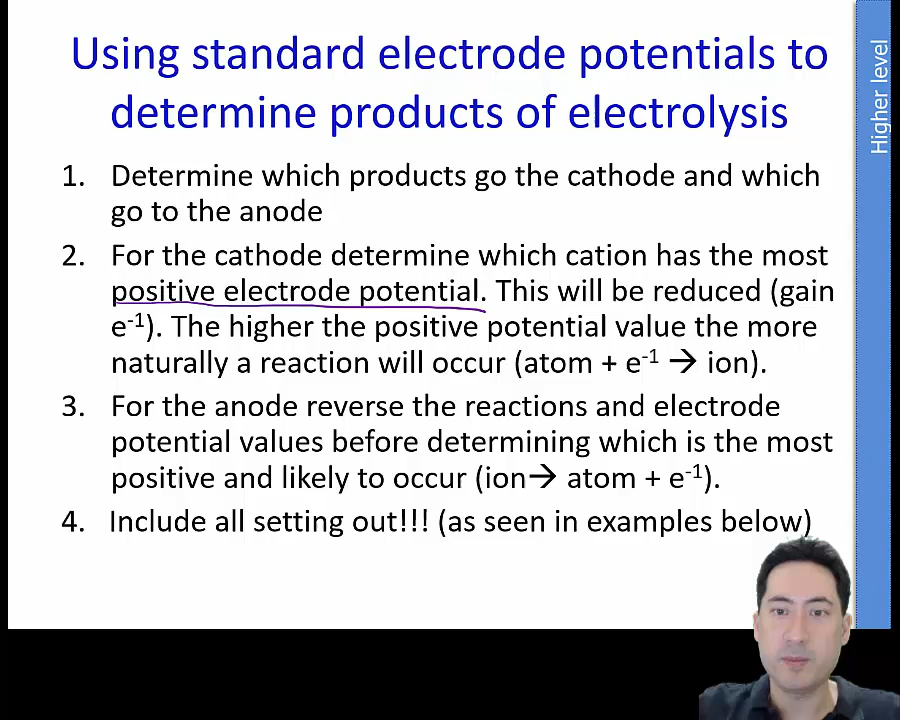 Using standard electrode potentials to
determine products of electrolysis
1. Determine which products go the cathode and which
go to the anode
2. For the cathode determine which cation has the most
positive electrode potential. This will be reduced (gain
e⁻¹). The higher the positive potential value the more
naturally a reaction will occur (atom + e⁻¹ → ion).
3. For the anode reverse the reactions and electrode
potential values before determining which is the most
positive and likely to occur (ion→ atom + e⁻¹).
4. Include all setting out!!! (as seen in examples below)
Higher level